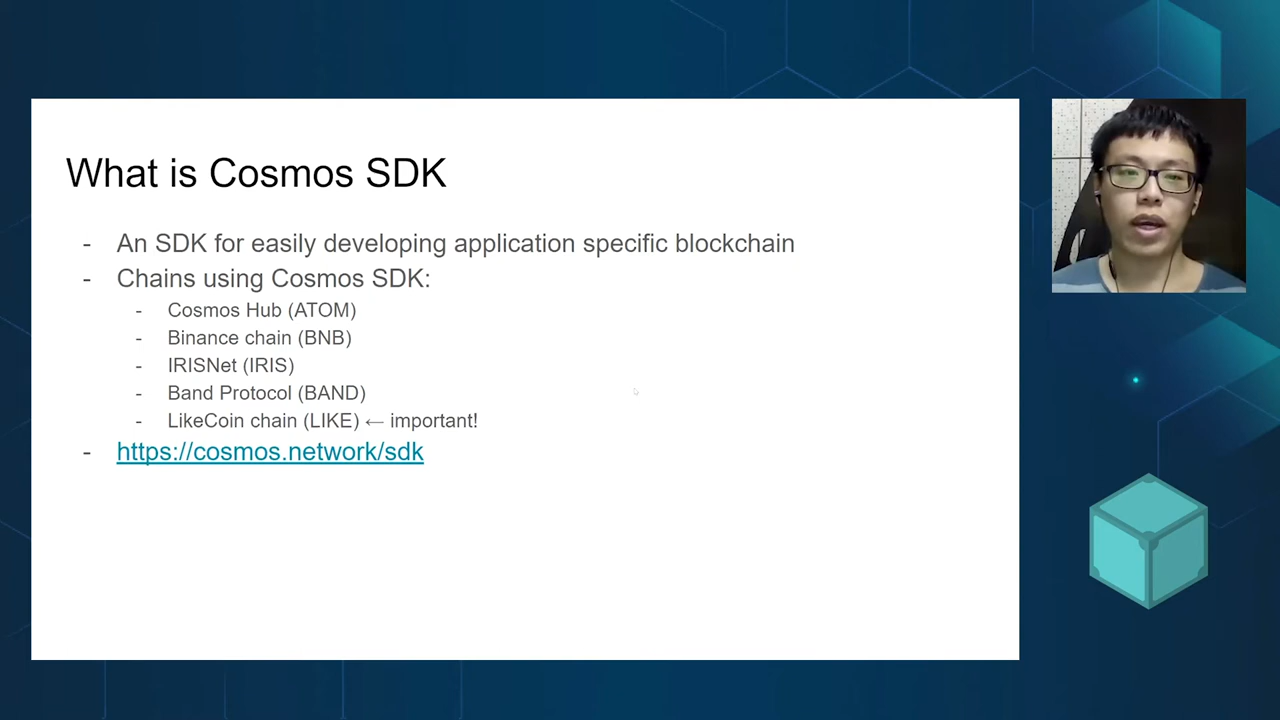 What is Cosmos SDK
- An SDK for easily developing application specific blockchain
- Chains using Cosmos SDK:
- Cosmos Hub (ATOM)
- Binance chain (BNB)
- IRISNet (IRIS)
- Band Protocol (BAND)
- LikeCoin chain (LIKE) ← important!
- https://cosmos.network/sdk